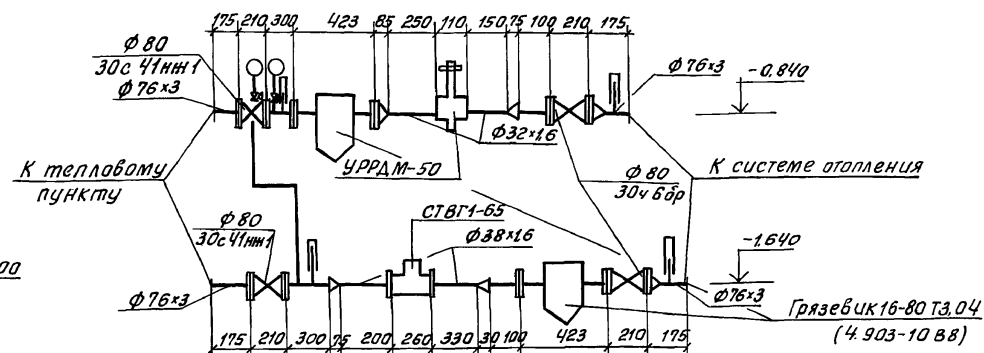 175 210 300 423 85 250 110 150 75 100 210 175
Ф 80
30с 41нж1
Ф 76×3
Ф76×3
-0.840
Ф32×1.6
УРРДМ-50
К тепловому
пункту
К системе отопления
Ф 80
30ч 6бр
СТВГ1-65
Ф 80
30с 41нж1
Ф38×1.6
-1.640
Ф76×3
Ф76×3
Грязевик 16-80 Т3.04
(4.903-10 В8)
175 210 300 75 200 260 330 30 100 423 210 175